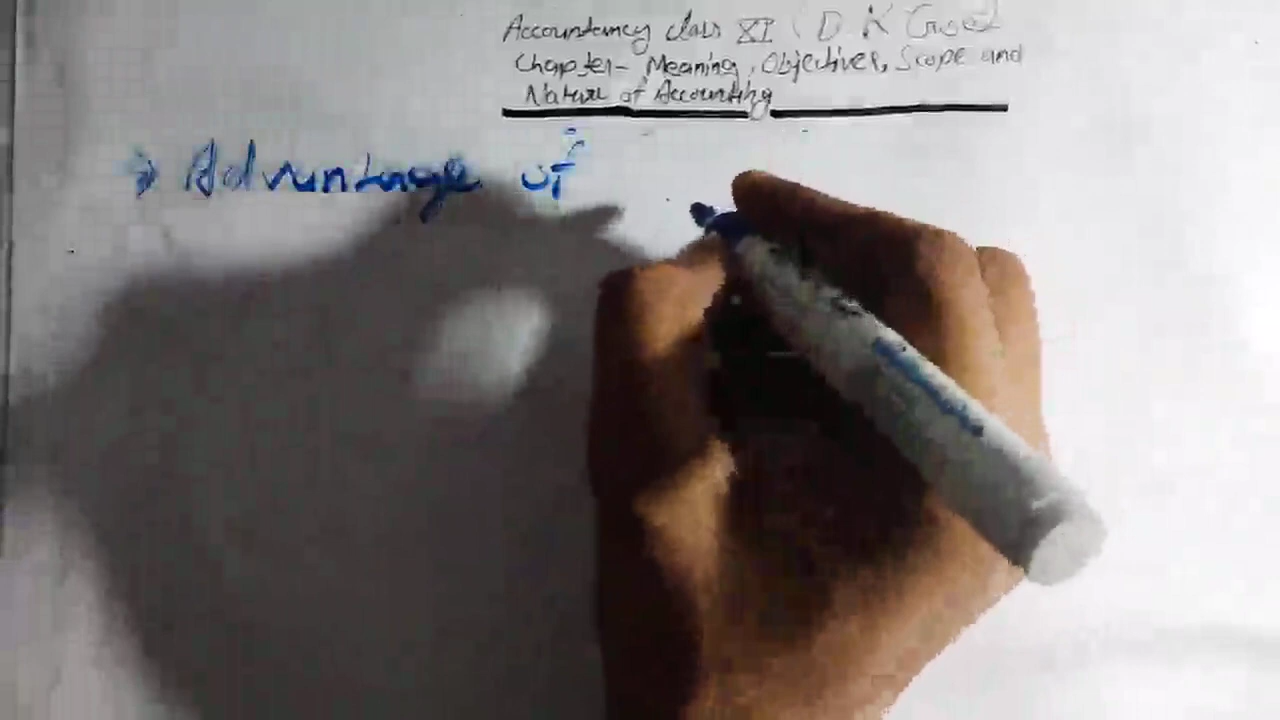 Accountancy class XI ( D K Goel
Chapter- Meaning, Objectives, Scope and
Nature of Accounting
→ Advantage of